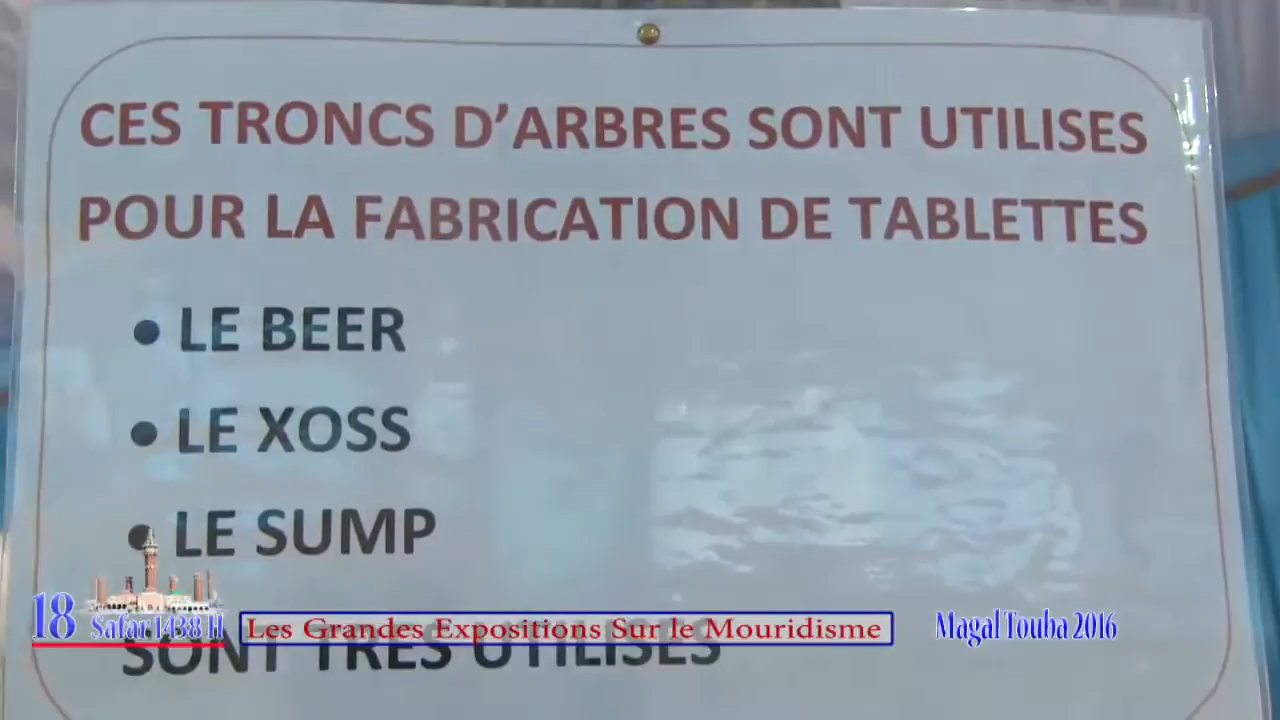 CES TRONCS D'ARBRES SONT UTILISES
POUR LA FABRICATION DE TABLETTES
• LE BEER
• LE XOSS
• LE SUMP
SONT TRES UTILISES
18 Safar 1438 H
Les Grandes Expositions Sur le Mouridisme
Magal Touba 2016